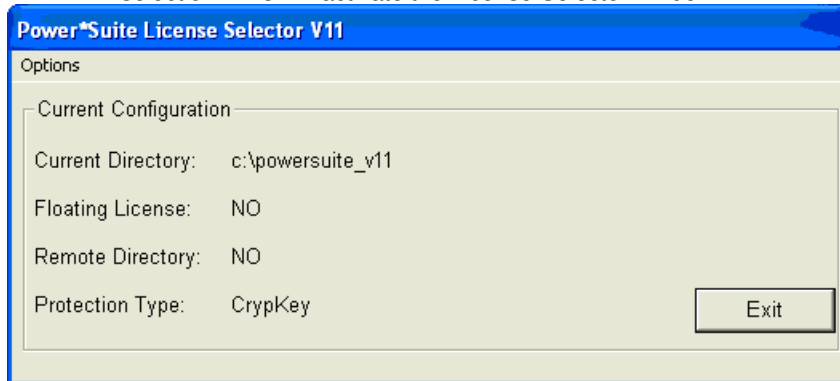 Power*Suite License Selector V11
Options
Current Configuration
Current Directory: c:\powersuite_v11
Floating License: NO
Remote Directory: NO
Protection Type: CrypKey
Exit